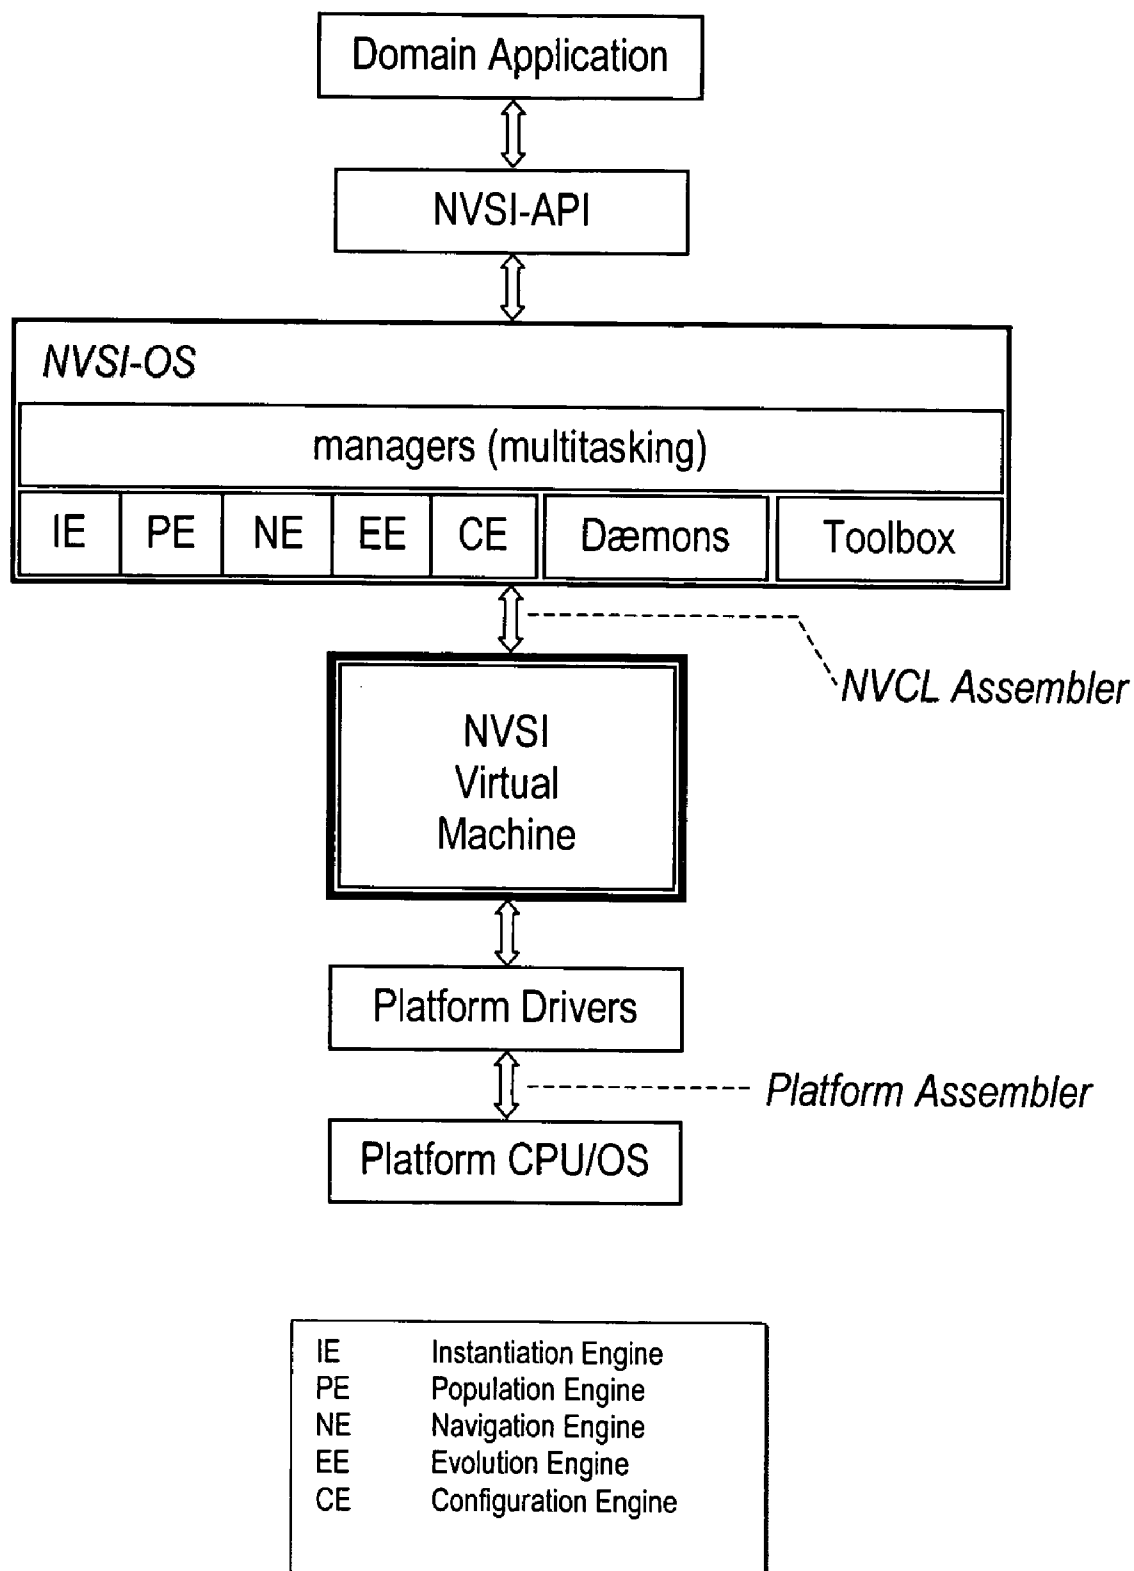 Domain Application
NVSI-API
NVSI-OS
managers (multitasking)
IE PE NE EE CE Dæmons Toolbox
NVCL Assembler
NVSI
Virtual
Machine
Platform Drivers
Platform Assembler
Platform CPU/OS
IE Instantiation Engine
PE Population Engine
NE Navigation Engine
EE Evolution Engine
CE Configuration Engine